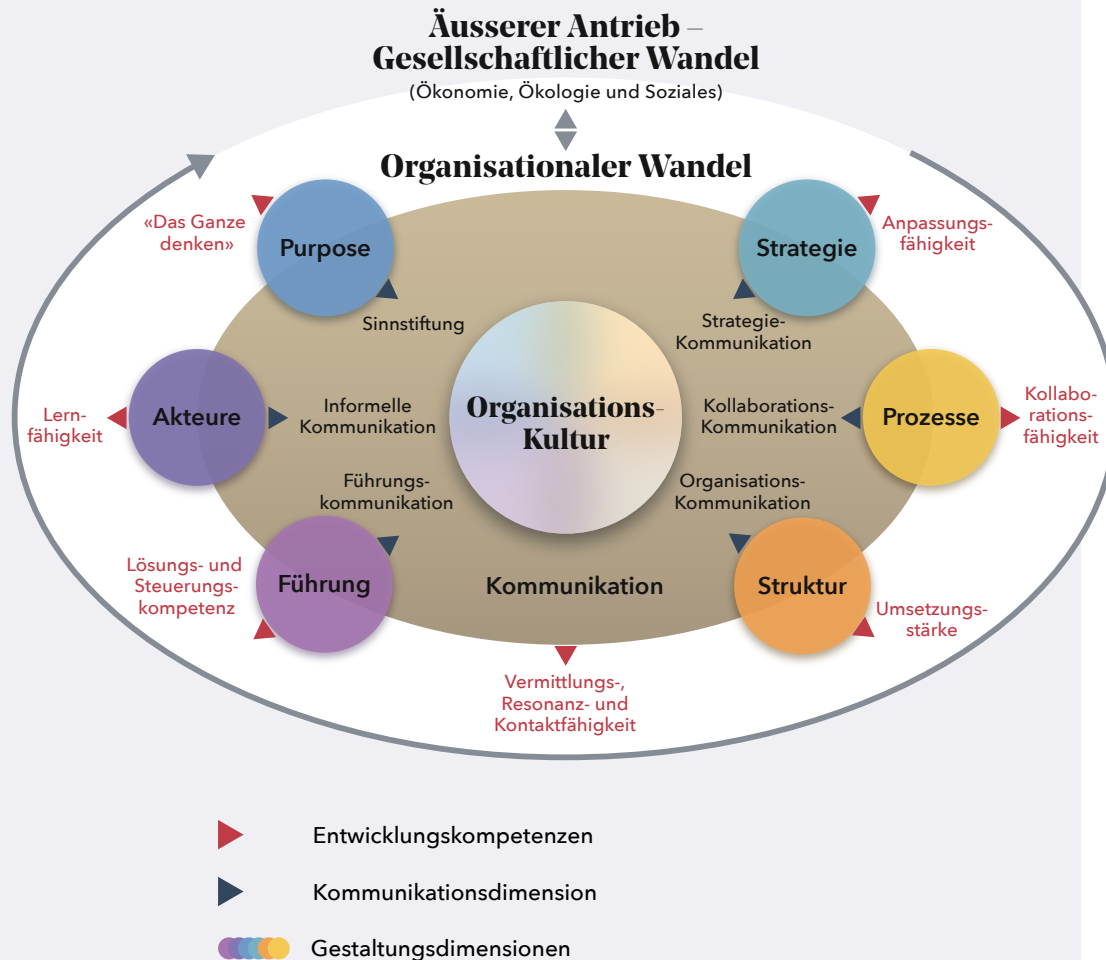 Äusserer Antrieb –
Gesellschaftlicher Wandel
(Ökonomie, Ökologie und Soziales)
Organisationaler Wandel
«Das Ganze
denken»
Purpose
Sinnstiftung
Strategie
Anpassungs-
fähigkeit
Strategie-
Kommunikation
Lern-
fähigkeit
Akteure
Informelle
Kommunikation
Organisations-
Kultur
Kollaborations-
Kommunikation
Prozesse
Kollabo-
rations-
fähigkeit
Führungs-
kommunikation
Organisations-
Kommunikation
Lösungs- und
Steuerungs-
kompetenz
Führung
Kommunikation
Struktur
Umsetzungs-
stärke
Vermittlungs-,
Resonanz- und
Kontaktfähigkeit
Entwicklungskompetenzen
Kommunikationsdimension
Gestaltungsdimensionen